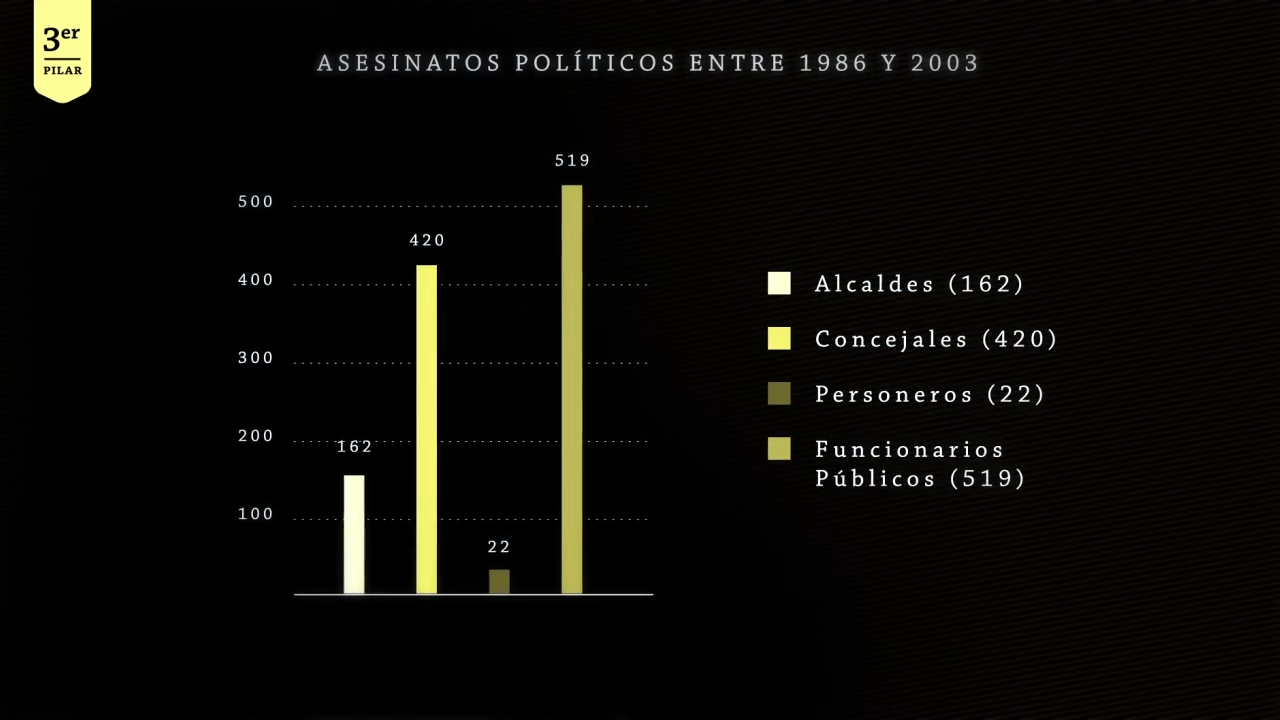 3er
PILAR
ASESINATOS POLÍTICOS ENTRE 1986 Y 2003
519
500
420
400
300
200
162
100
22
Alcaldes (162)
Concejales (420)
Personeros (22)
Funcionarios
Públicos (519)